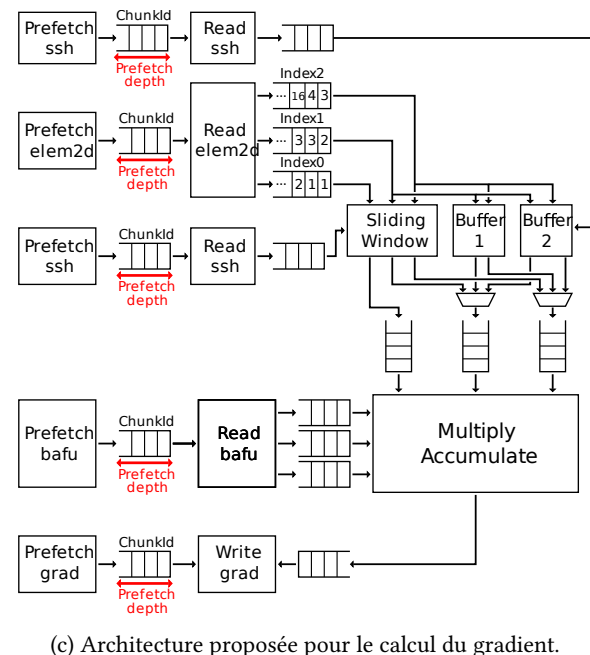 Prefetch
ssh
ChunkId
Prefetch
depth
Read
ssh
Prefetch
elem2d
ChunkId
Prefetch
depth
Read
elem2d
Index2
··· 16 4 3
Index1
··· 3 3 2
Index0
··· 2 1 1
Sliding
Window
Buffer
1
Buffer
2
Prefetch
ssh
ChunkId
Prefetch
depth
Read
ssh
Prefetch
bafu
ChunkId
Prefetch
depth
Read
bafu
Multiply
Accumulate
Prefetch
grad
ChunkId
Prefetch
depth
Write
grad
(c) Architecture proposée pour le calcul du gradient.